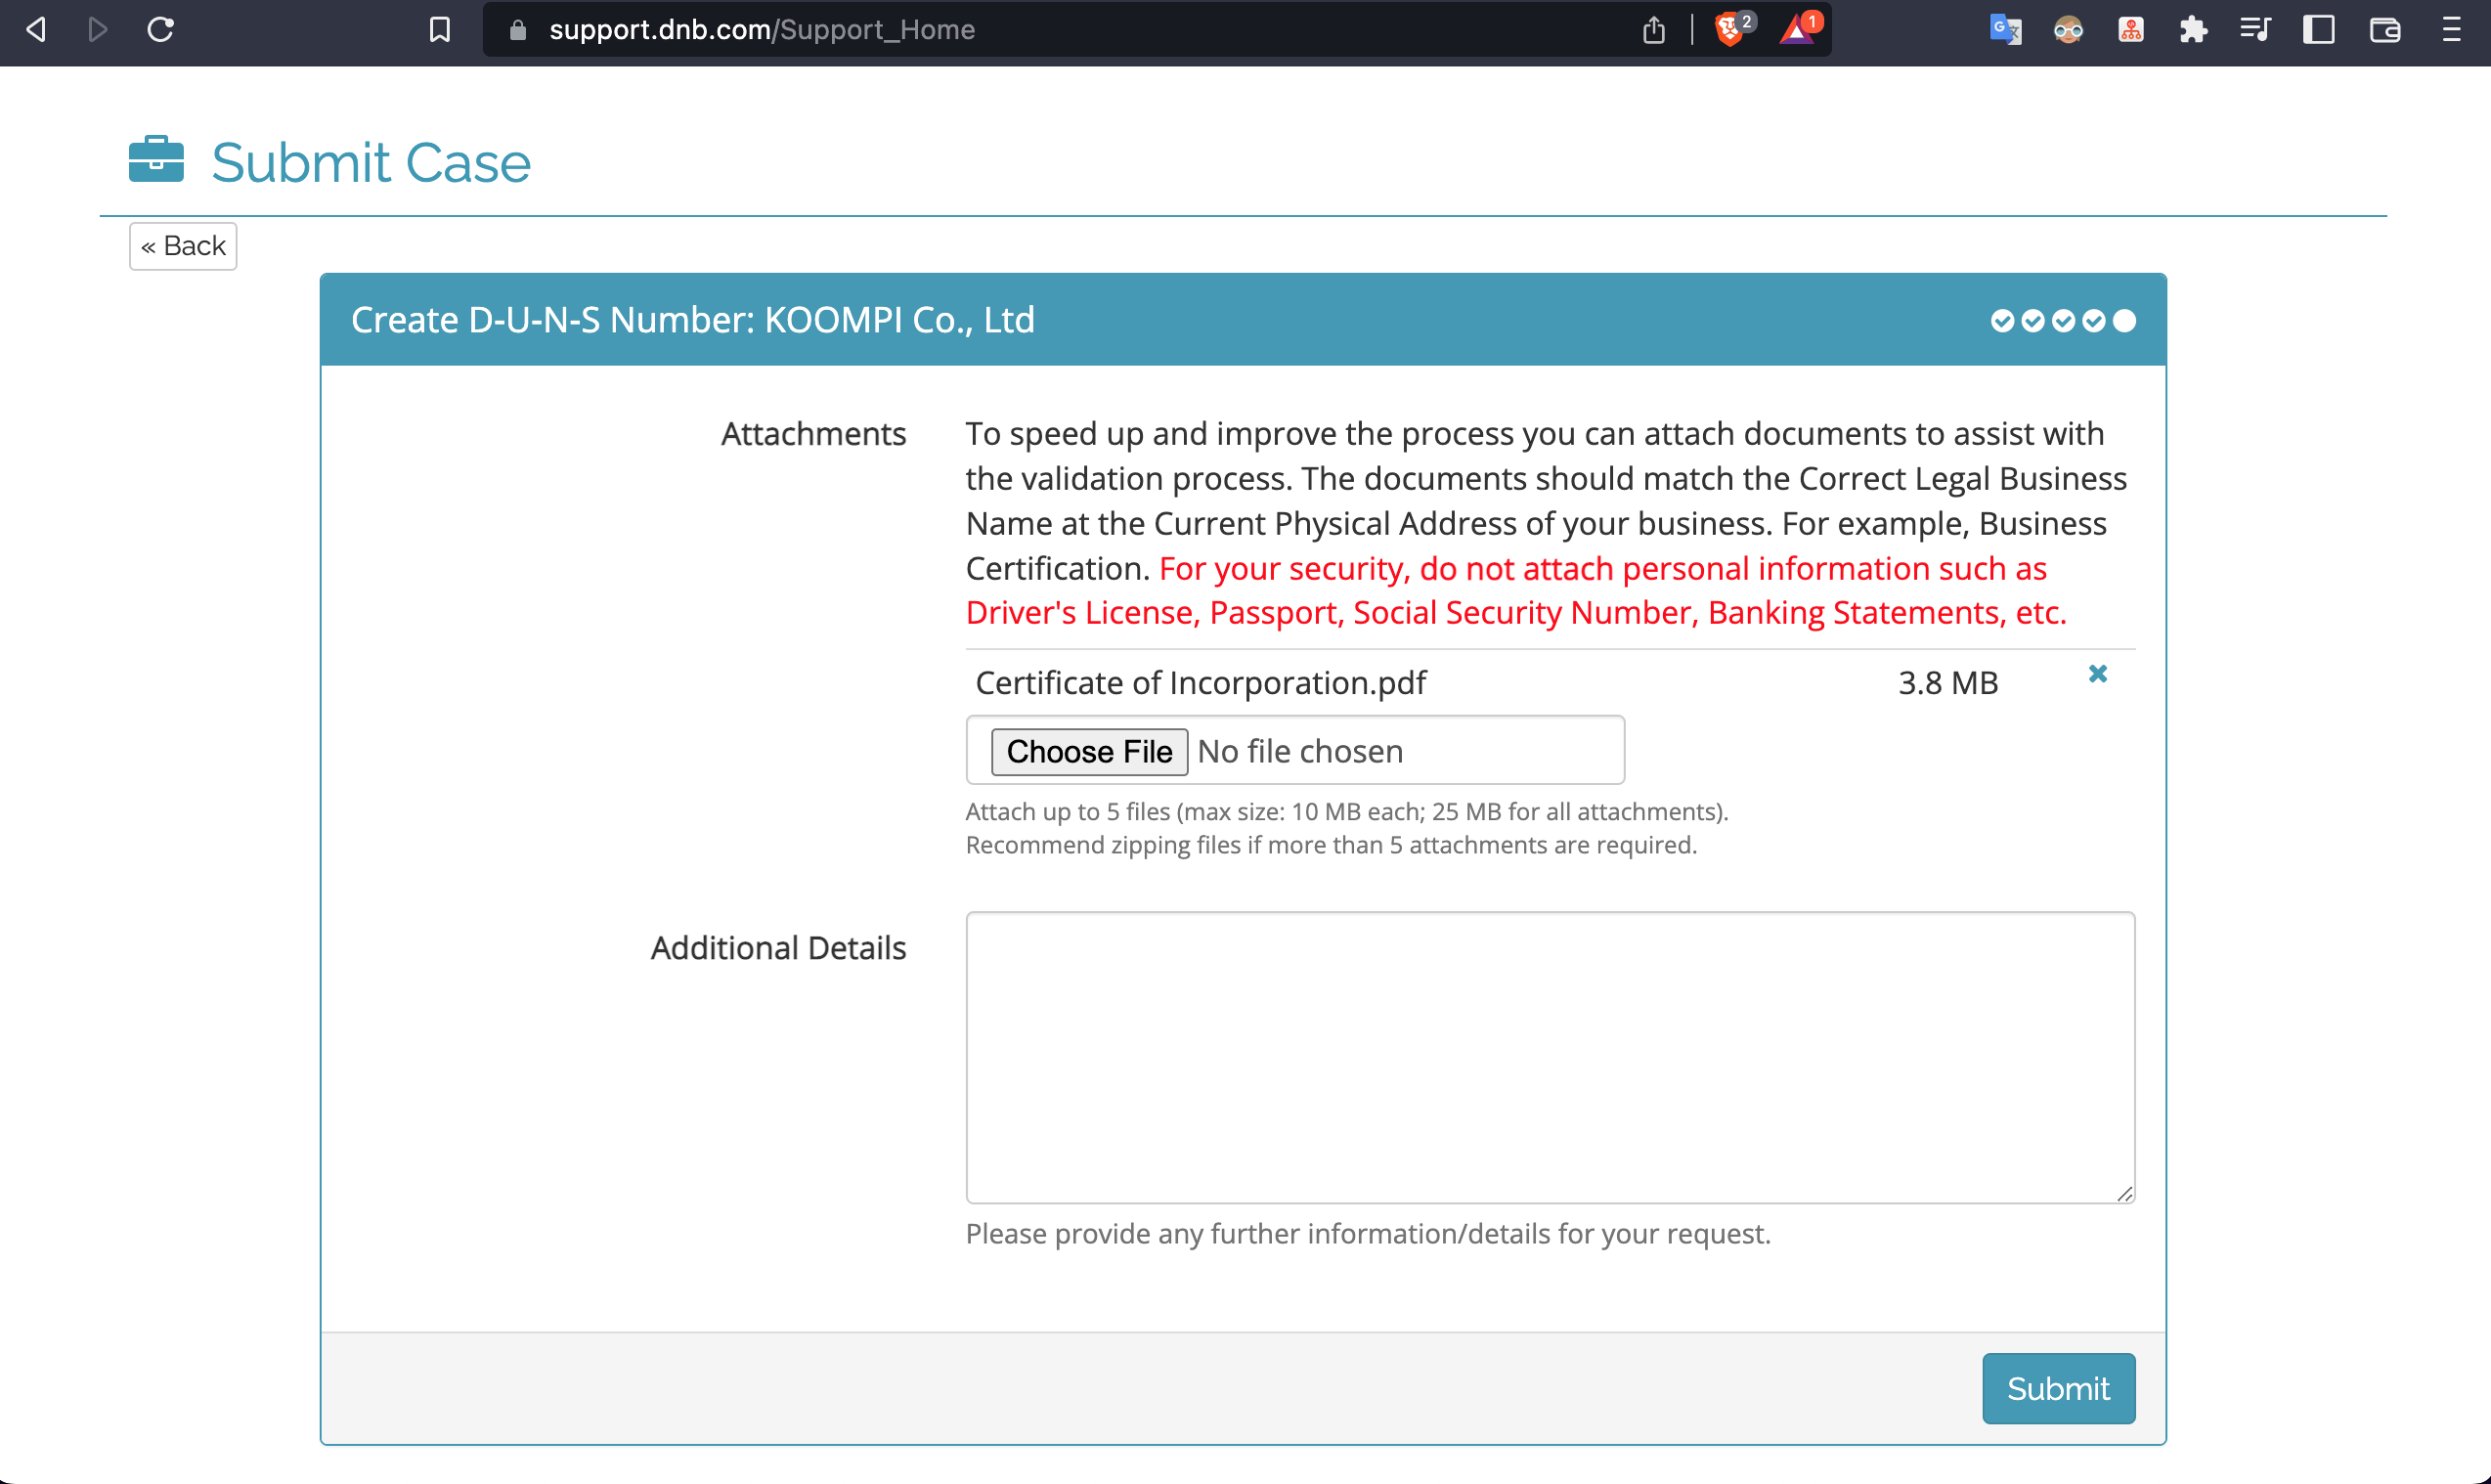 support.dnb.com/Support_Home
2
1
Submit Case
« Back
Create D-U-N-S Number: KOOMPI Co., Ltd
Attachments
To speed up and improve the process you can attach documents to assist with
the validation process. The documents should match the Correct Legal Business
Name at the Current Physical Address of your business. For example, Business
Certification. For your security, do not attach personal information such as
Driver's License, Passport, Social Security Number, Banking Statements, etc.
Certificate of Incorporation.pdf 3.8 MB
Choose File No file chosen
Attach up to 5 files (max size: 10 MB each; 25 MB for all attachments).
Recommend zipping files if more than 5 attachments are required.
Additional Details
Please provide any further information/details for your request.
Submit